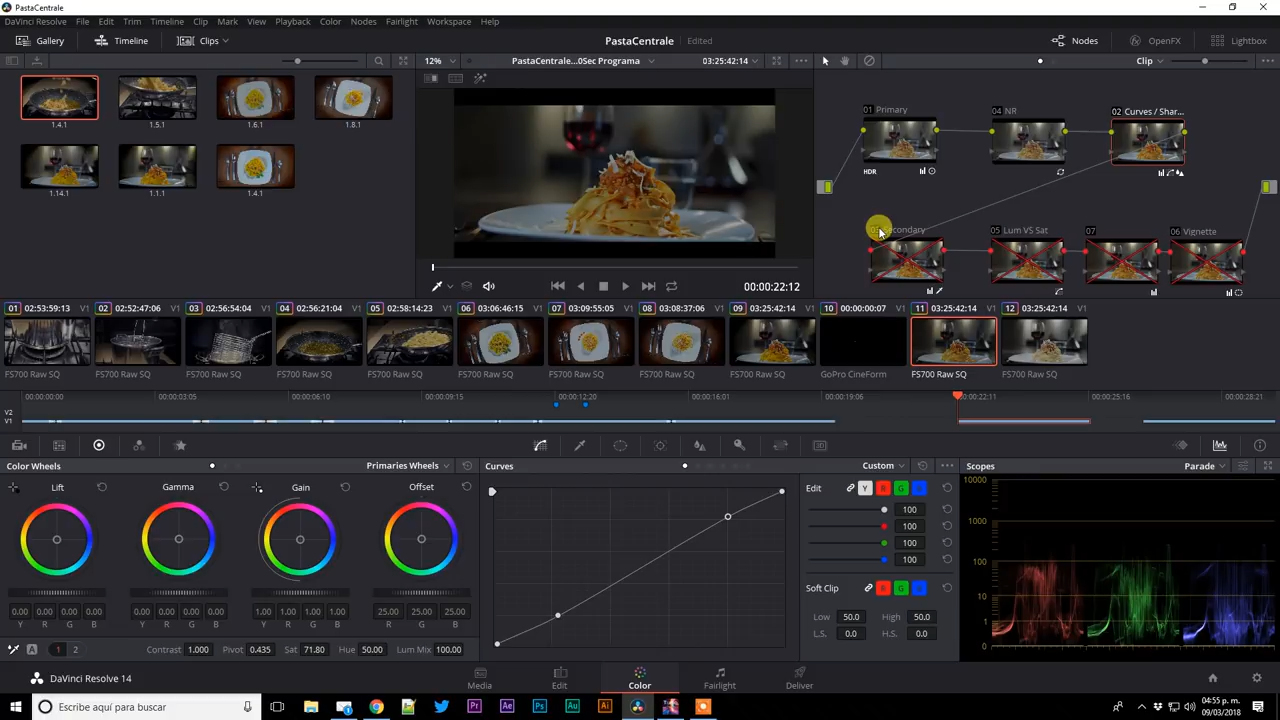 PastaCentrale
DaVinci Resolve File Edit Trim Timeline Clip Mark View Playback Color Nodes Fairlight Workspace Help
Gallery Timeline Clips PastaCentrale Edited Nodes OpenFX Lightbox
12% PastaCentrale...0Sec Programa 03:25:42:14 Clip
1.4.1 1.5.1 1.6.1 1.8.1
1.14.1 1.1.1 1.4.1
01 Primary 04 NR 02 Curves / Shar...
HDR
Secondary 05 Lum VS Sat 07 06 Vignette
00:00:22:12
01 02:53:59:13 V1 02 02:52:47:06 V1 03 02:56:54:04 V1 04 02:56:21:04 V1 05 02:58:14:23 V1 06 03:06:46:15 V1 07 03:09:55:05 V1 08 03:08:37:06 V1 09 03:25:42:14 V1 10 00:00:00:07 V1 11 03:25:42:14 V1 12 03:25:42:14 V1
FS700 Raw SQ FS700 Raw SQ FS700 Raw SQ FS700 Raw SQ FS700 Raw SQ FS700 Raw SQ FS700 Raw SQ FS700 Raw SQ FS700 Raw SQ GoPro CineForm FS700 Raw SQ FS700 Raw SQ
00:00:00:00 00:00:03:05 00:00:06:10 00:00:09:15 00:00:12:20 00:00:16:01 00:00:19:06 00:00:22:11 00:00:25:16 00:00:28:21
V2
V1
Color Wheels Primaries Wheels Curves Custom Scopes Parade
Lift Gamma Gain Offset
0.00 0.00 0.00 0.00 0.00 0.00 0.00 0.00 1.00 1.00 1.00 1.00 25.00 25.00 25.00
Y R G B Y R G B Y R G B R G B
A 1 2 Contrast 1.000 Pivot 0.435 Sat 71.80 Hue 50.00 Lum Mix 100.00
Edit Y R G B
100
100
100
100
Soft Clip R G B
Low 50.0 High 50.0
L.S. 0.0 H.S. 0.0
10000
1000
100
10
1
0
DaVinci Resolve 14 Media Edit Color Fairlight Deliver
Escribe aquí para buscar Pr Ae Ps Au Ai 04:55 p. m.
09/03/2018